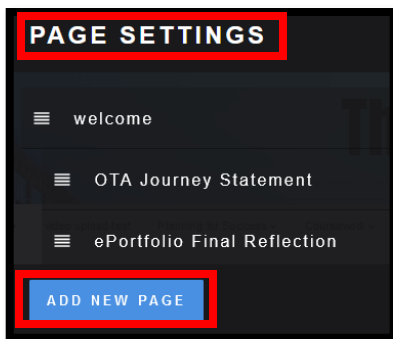 PAGE SETTINGS
welcome
OTA Journey Statement
ePortfolio Final Reflection
ADD NEW PAGE